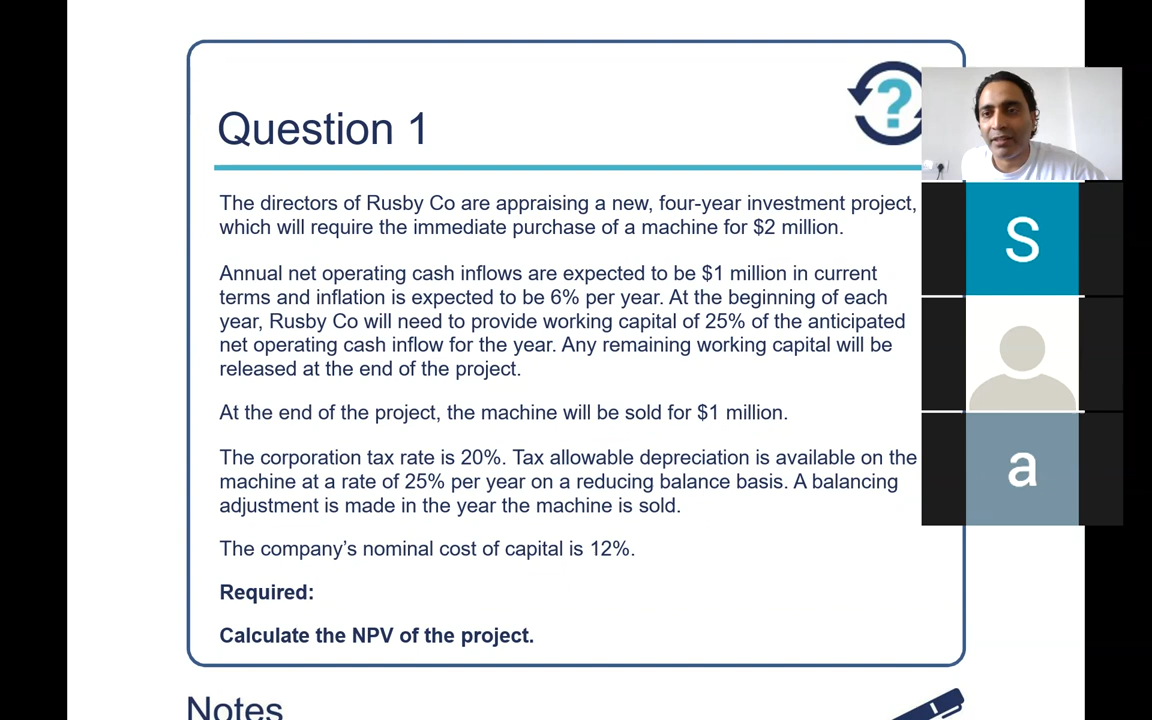 Question 1
?
The directors of Rusby Co are appraising a new, four-year investment project,
which will require the immediate purchase of a machine for $2 million.
Annual net operating cash inflows are expected to be $1 million in current
terms and inflation is expected to be 6% per year. At the beginning of each
year, Rusby Co will need to provide working capital of 25% of the anticipated
net operating cash inflow for the year. Any remaining working capital will be
released at the end of the project.
At the end of the project, the machine will be sold for $1 million.
The corporation tax rate is 20%. Tax allowable depreciation is available on the
machine at a rate of 25% per year on a reducing balance basis. A balancing
adjustment is made in the year the machine is sold.
The company's nominal cost of capital is 12%.
Required:
Calculate the NPV of the project.
Notes
S
a